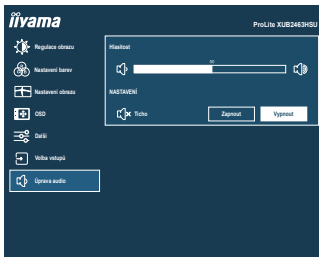 iiyama
ProLite XUB2463HSU
Regulace obrazu
Nastavení barev
Nastavení obrazu
OSD
Další
Volba vstupů
Úprava audio
Hlasitost
50
NASTAVENÍ
Ticho
Zapnout
Vypnout